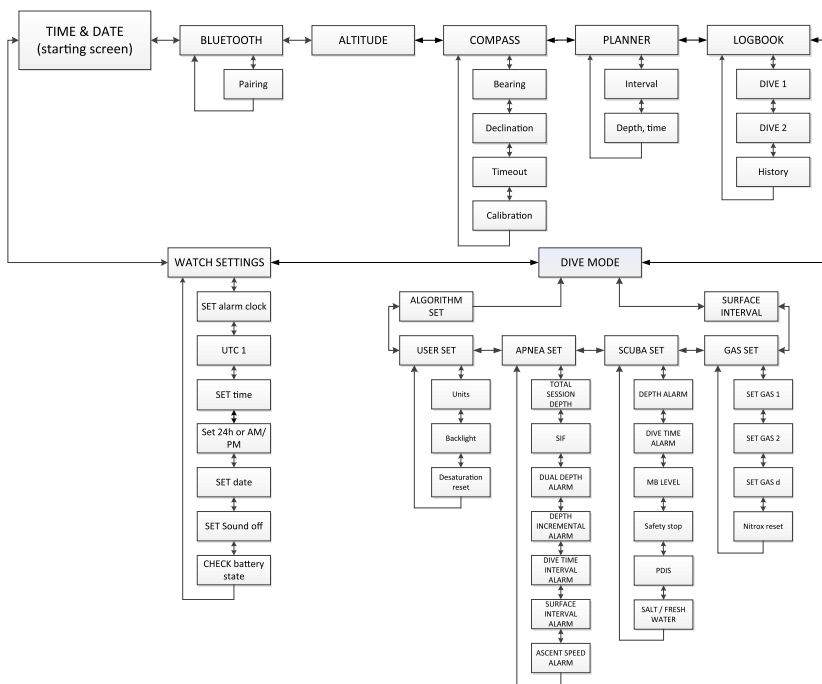 TIME & DATE
(starting screen)
BLUETOOTH
ALTITUDE
COMPASS
PLANNER
LOGBOOK
Pairing
Bearing
Declination
Timeout
Calibration
Interval
Depth, time
DIVE 1
DIVE 2
History
WATCH SETTINGS
DIVE MODE
SET alarm clock
UTC 1
SET time
Set 24h or AM/
PM
SET date
SET Sound off
CHECK battery
state
ALGORITHM
SET
SURFACE
INTERVAL
USER SET
APNEA SET
SCUBA SET
GAS SET
Units
Backlight
Desaturation
reset
TOTAL
SESSION
DEPTH
SIF
DUAL DEPTH
ALARM
DEPTH
INCREMENTAL
ALARM
DIVE TIME
INTERVAL
ALARM
SURFACE
INTERVAL
ALARM
ASCENT SPEED
ALARM
DEPTH ALARM
DIVE TIME
ALARM
MB LEVEL
Safety stop
PDIS
SALT / FRESH
WATER
SET GAS 1
SET GAS 2
SET GAS d
Nitrox reset